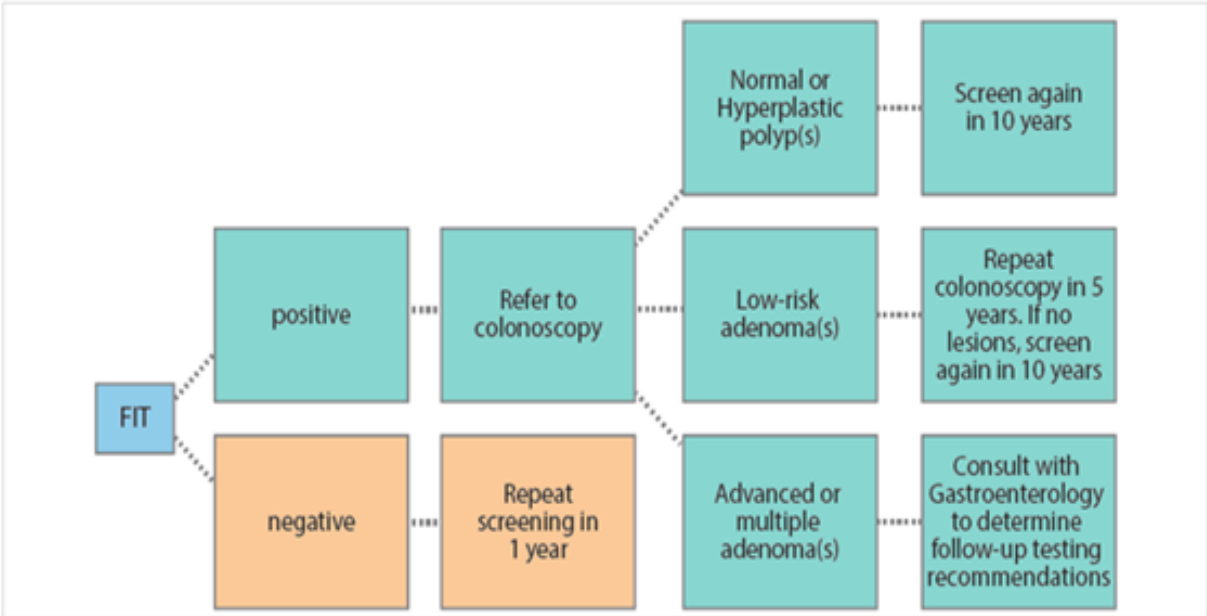 Normal or
Hyperplastic
polyp(s)
Screen again
in 10 years
positive
Refer to
colonoscopy
Low-risk
adenoma(s)
Repeat
colonoscopy in 5
years. If no
lesions, screen
again in 10 years
FIT
negative
Repeat
screening in
1 year
Advanced or
multiple
adenoma(s)
Consult with
Gastroenterology
to determine
follow-up testing
recommendations